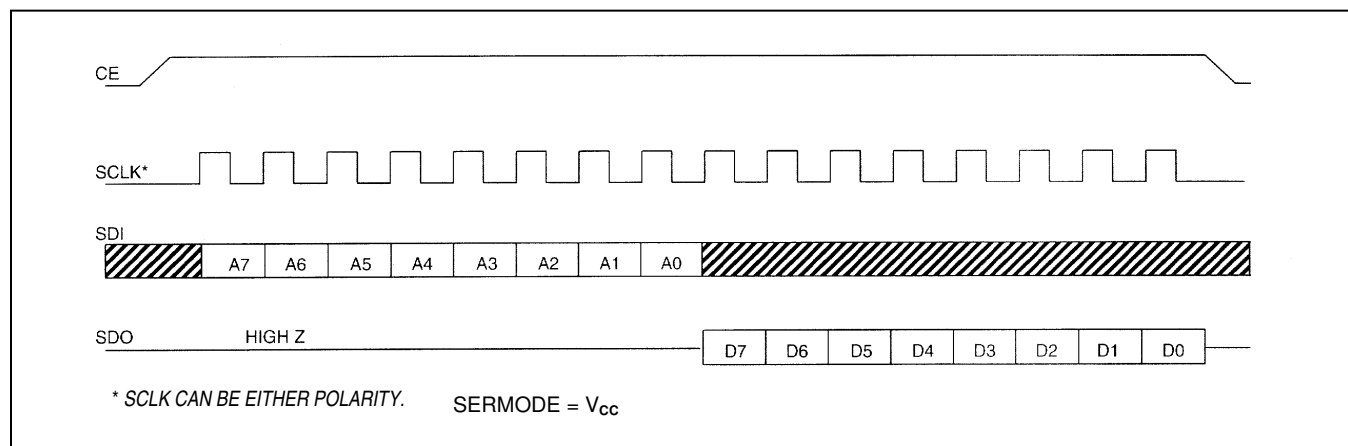 CE
SCLK*
SDI
A7 A6 A5 A4 A3 A2 A1 A0
SDO HIGH Z
D7 D6 D5 D4 D3 D2 D1 D0
* SCLK CAN BE EITHER POLARITY. SERMODE = Vcc